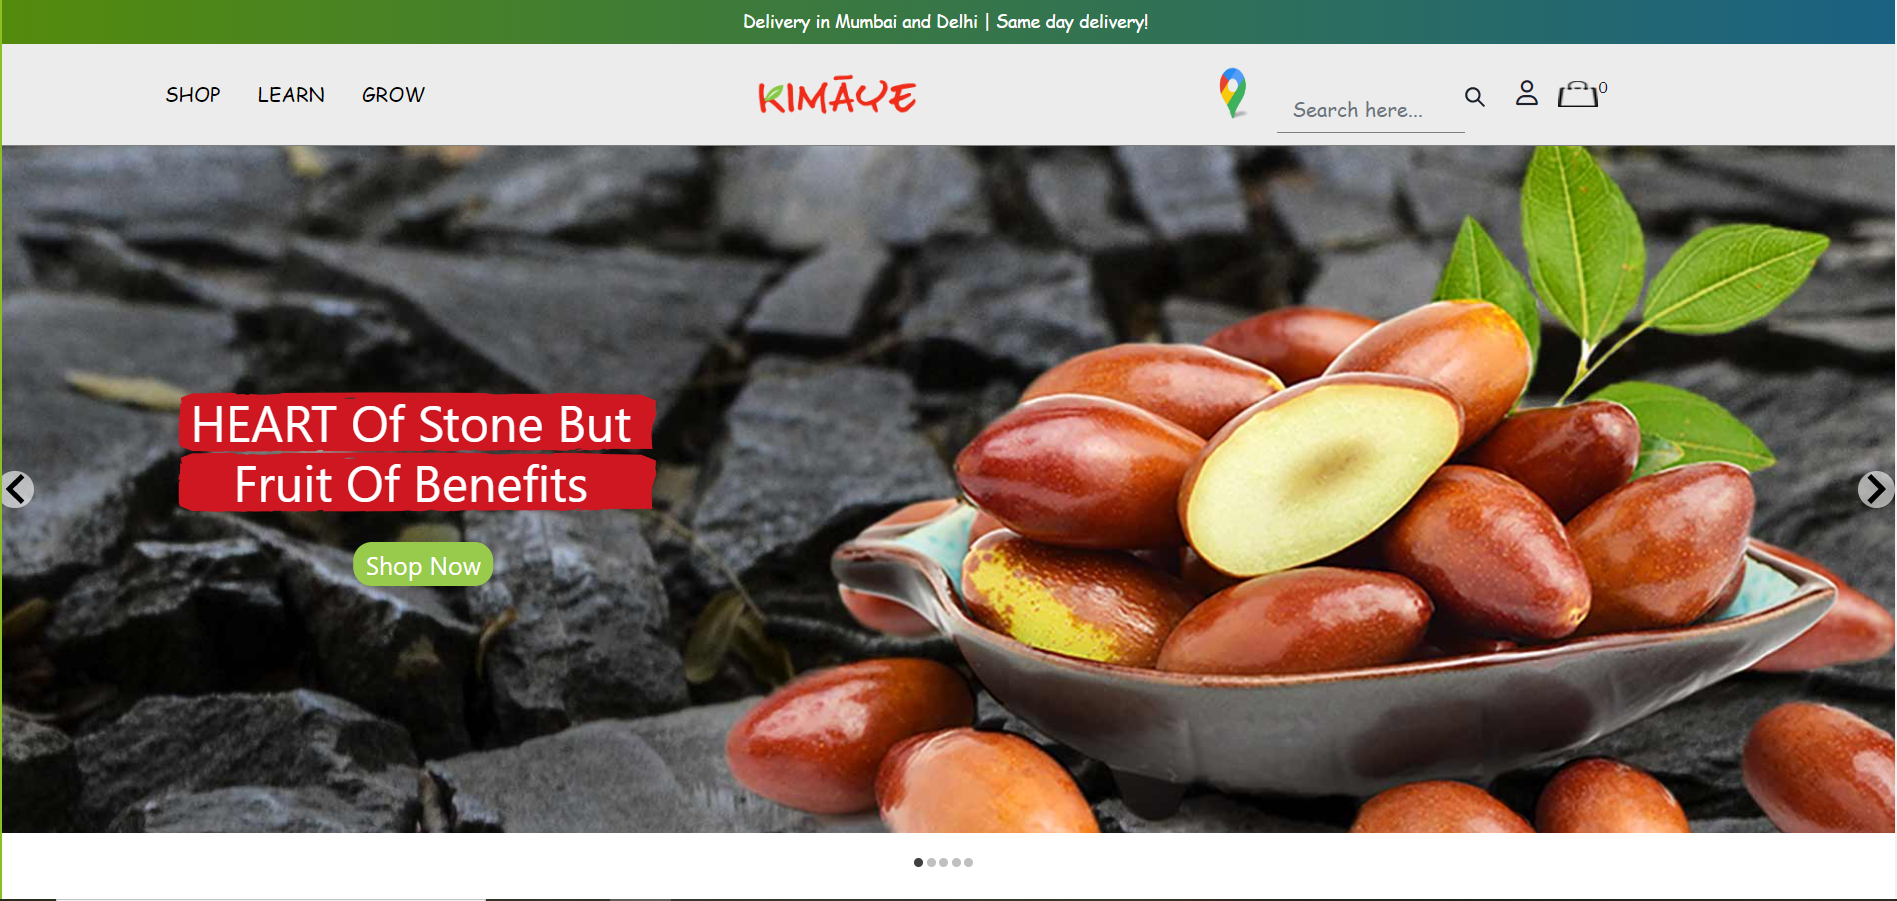 Delivery in Mumbai and Delhi | Same day delivery!
SHOP LEARN GROW
KIMĀYE
Search here...
0
HEART Of Stone But
Fruit Of Benefits
Shop Now